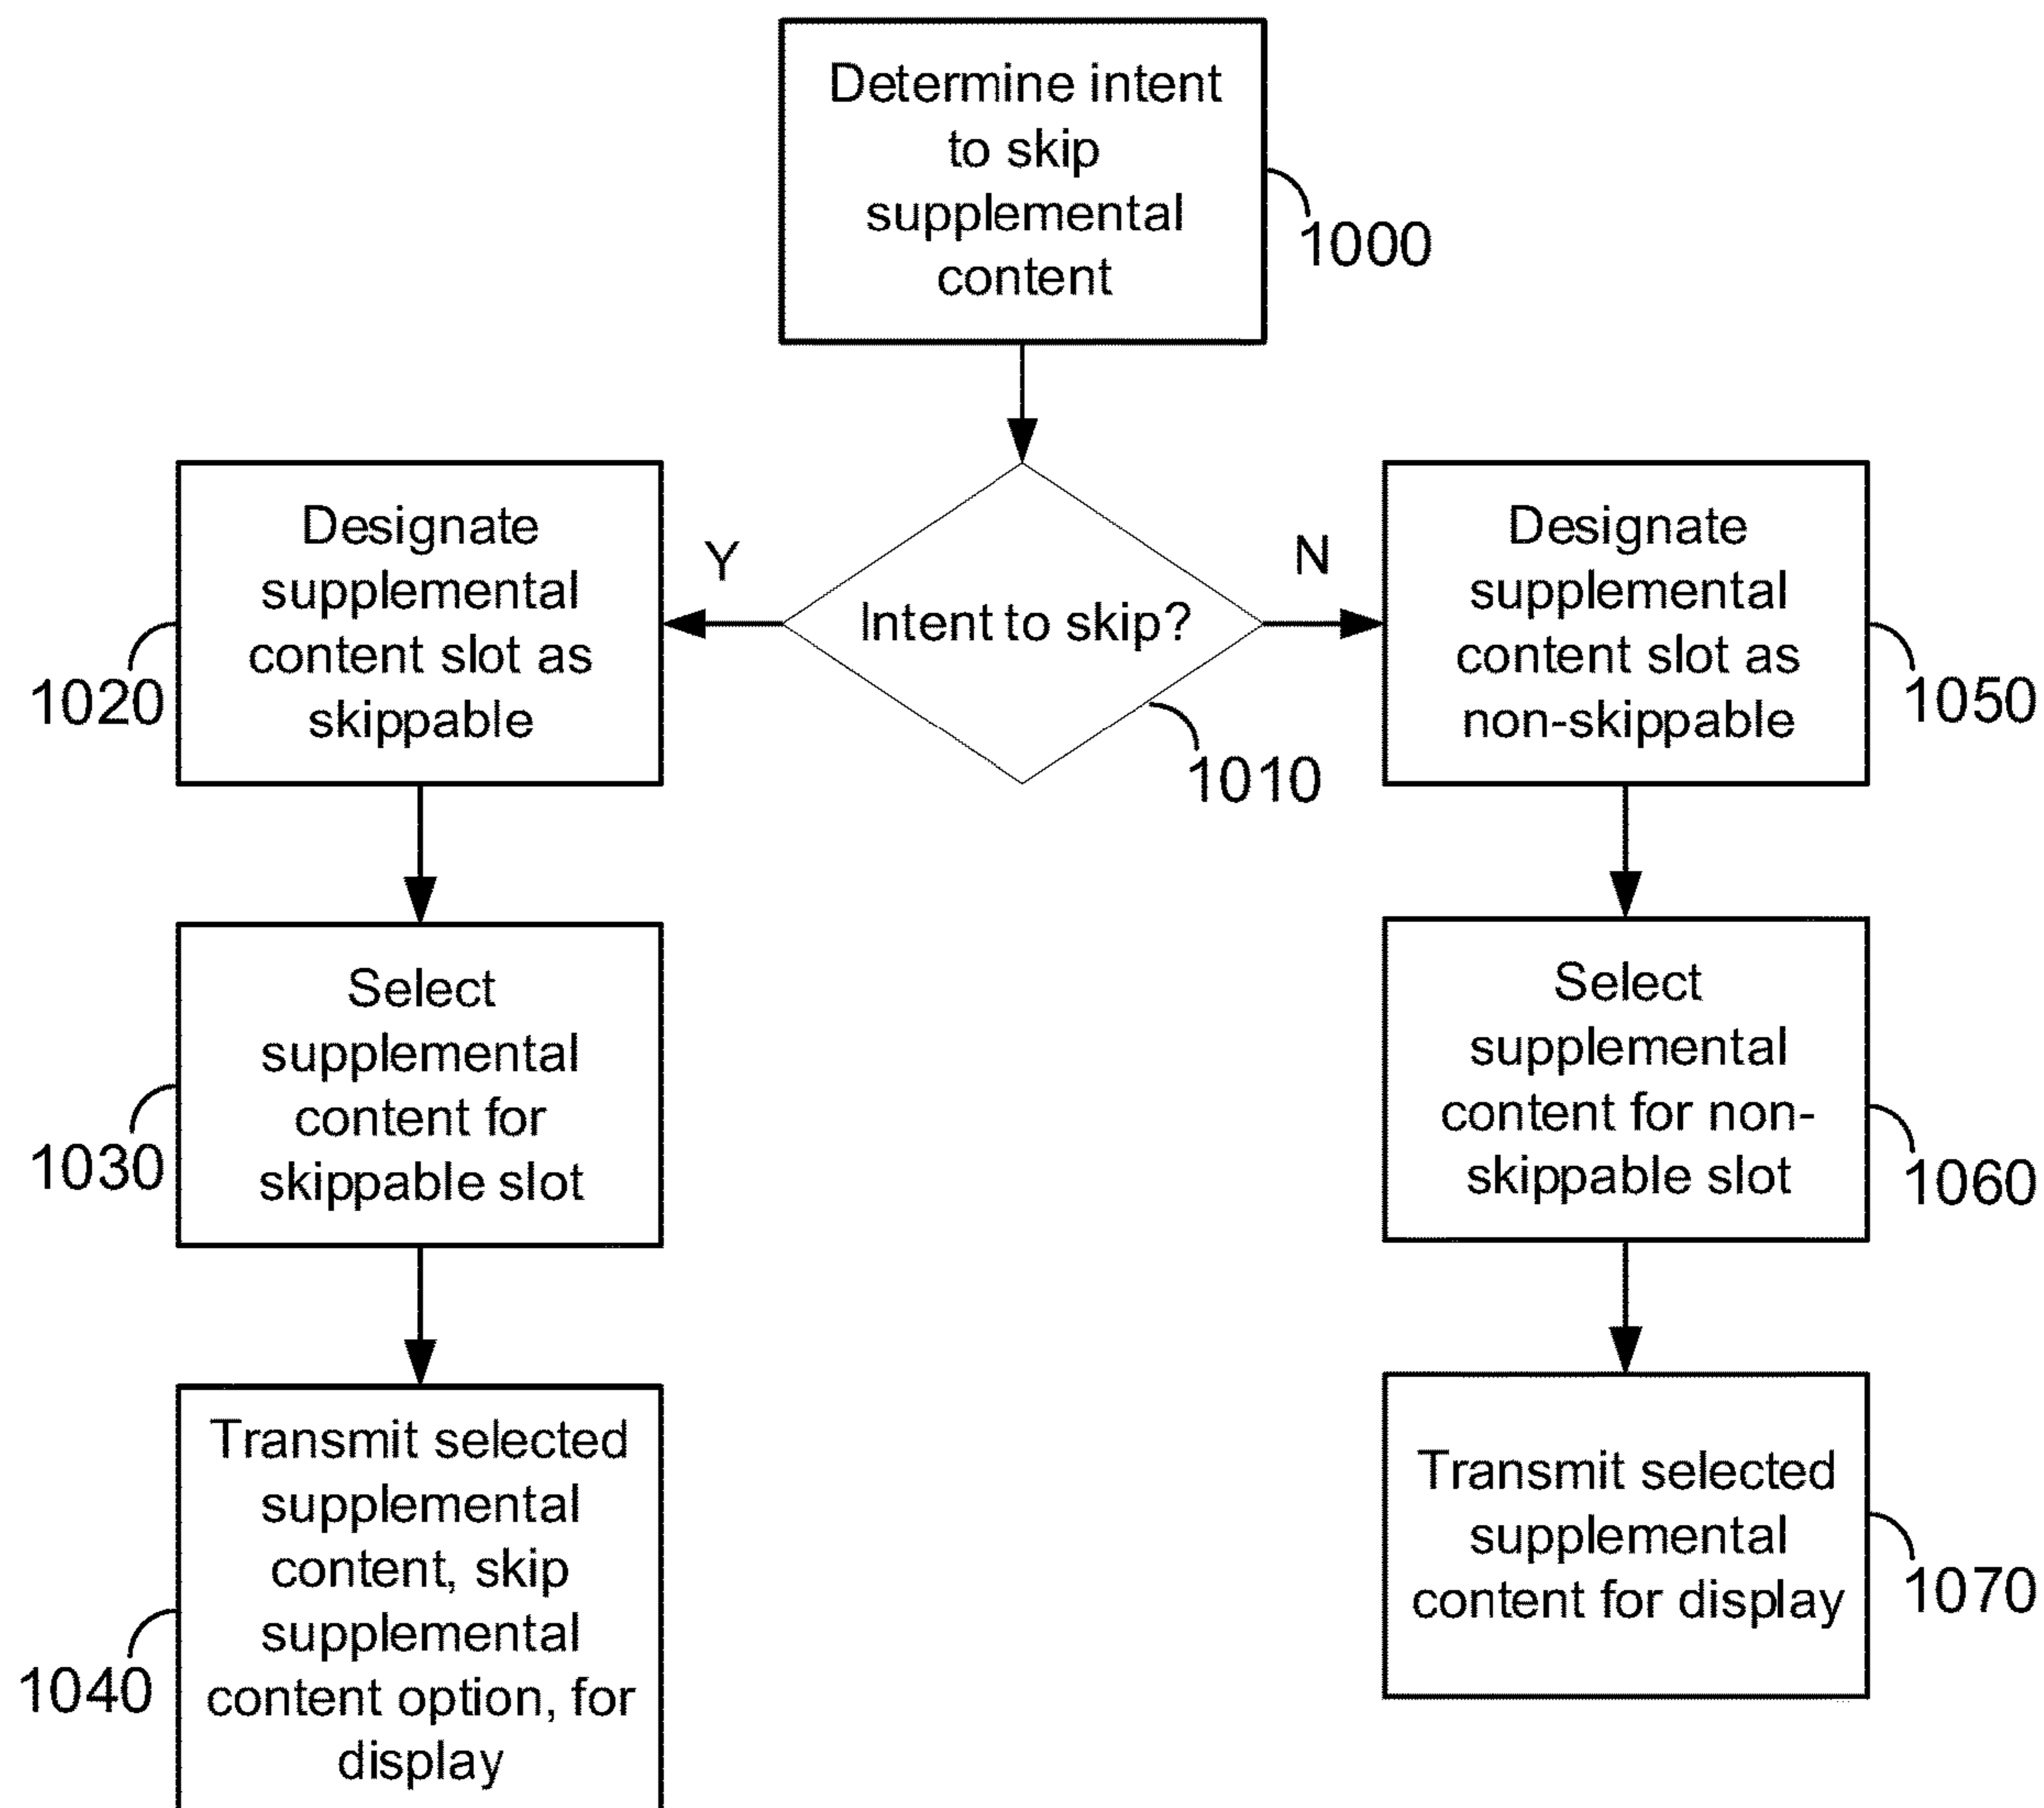 Determine intent
to skip
supplemental
content
1000
Intent to skip?
Y
N
1010
Designate
supplemental
content slot as
skippable
1020
Select
supplemental
content for
skippable slot
1030
Transmit selected
supplemental
content, skip
supplemental
content option, for
display
1040
Designate
supplemental
content slot as
non-skippable
1050
Select
supplemental
content for non-
skippable slot
1060
Transmit selected
supplemental
content for display
1070